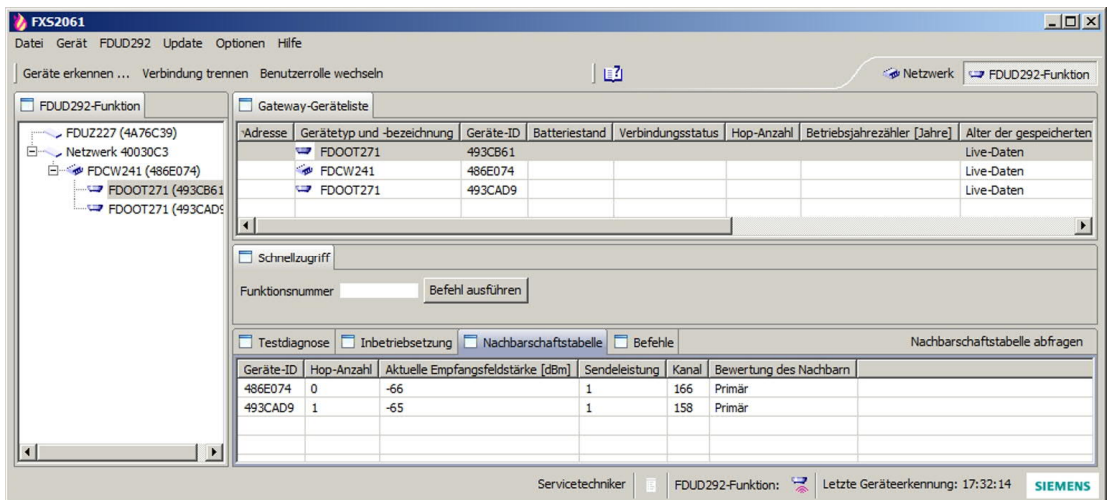 FXS2061
Datei Gerät FDUD292 Update Optionen Hilfe
Geräte erkennen ... Verbindung trennen Benutzerrolle wechseln Netzwerk FDUD292-Funktion
FDUD292-Funktion
FDUZ227 (4A76C39)
Netzwerk 40030C3
FDCW241 (486E074)
FDOOT271 (493CB61
FDOOT271 (493CAD9
Gateway-Geräteliste
Adresse Gerätetyp und -bezeichnung Geräte-ID Batteriestand Verbindungsstatus Hop-Anzahl Betriebsjahrezähler [Jahre] Alter der gespeicherten
FDOOT271 493CB61 Live-Daten
FDCW241 486E074 Live-Daten
FDOOT271 493CAD9 Live-Daten
Schnellzugriff
Funktionsnummer Befehl ausführen
Testdiagnose Inbetriebsetzung Nachbarschaftstabelle Befehle Nachbarschaftstabelle abfragen
Geräte-ID Hop-Anzahl Aktuelle Empfangsfeldstärke [dBm] Sendeleistung Kanal Bewertung des Nachbarn
486E074 0 -66 1 166 Primär
493CAD9 1 -65 1 158 Primär
Servicetechniker FDUD292-Funktion: Letzte Geräteerkennung: 17:32:14 SIEMENS